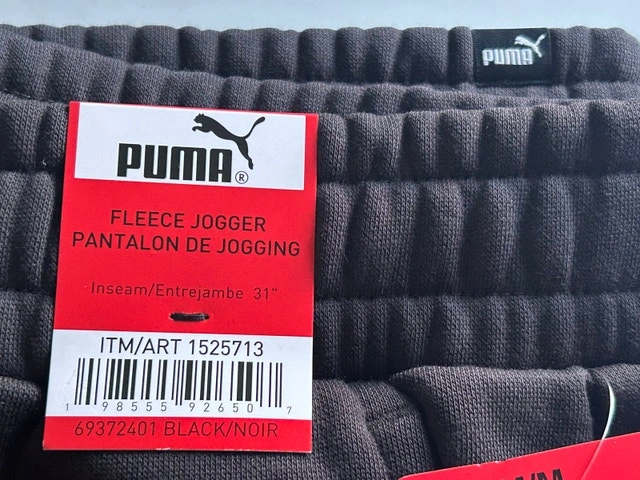 PUMA
PUMA®
FLEECE JOGGER
PANTALON DE JOGGING
Inseam/Entrejambe 31"
ITM/ART 1525713
1 98555 92650 7
69372401 BLACK/NOIR